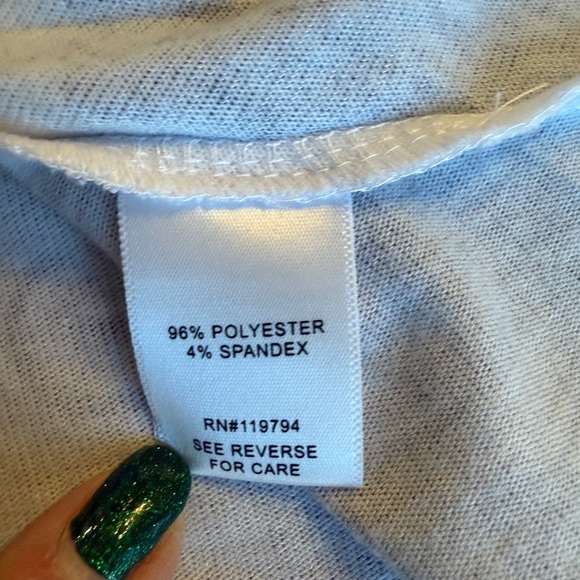 96% POLYESTER
4% SPANDEX
RN#119794
SEE REVERSE
FOR CARE